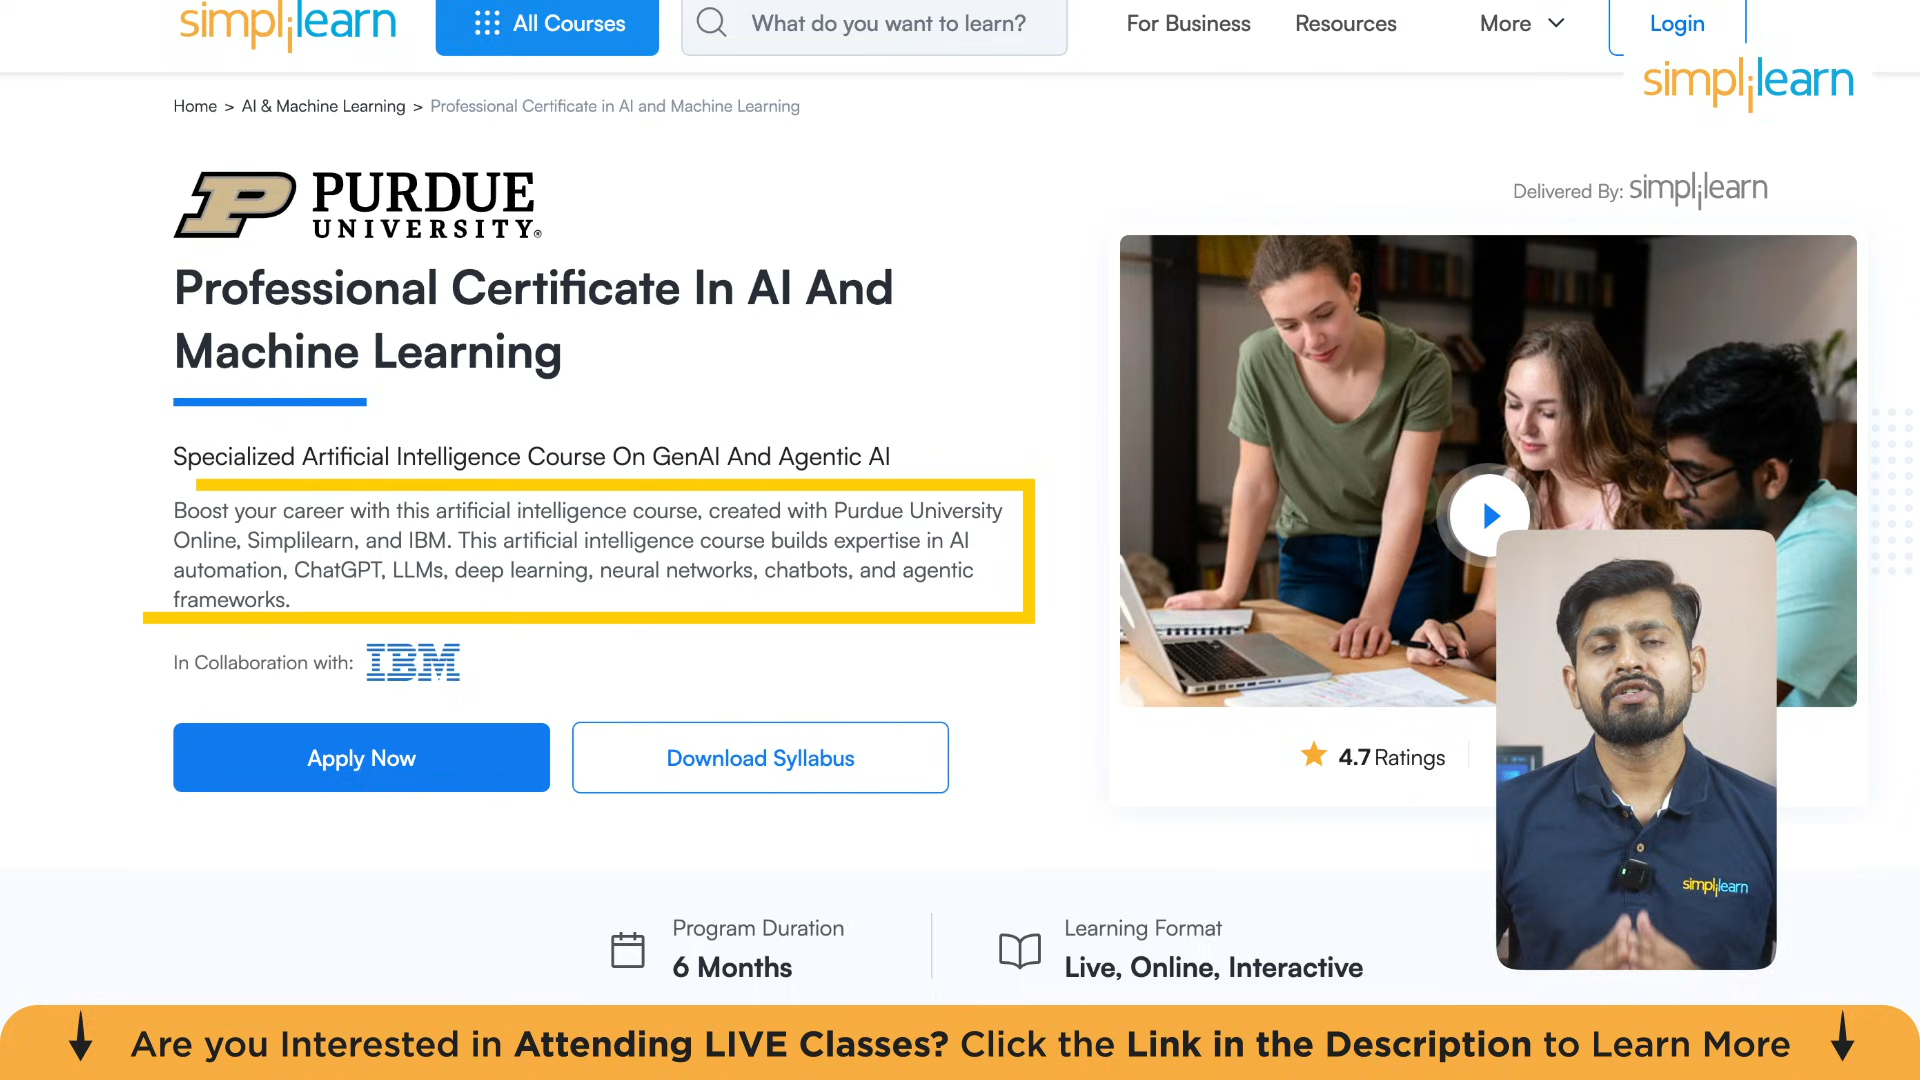 simplilearn
All Courses
What do you want to learn?
For Business
Resources
More
Login
simplilearn
Home > AI & Machine Learning > Professional Certificate in AI and Machine Learning
PURDUE
UNIVERSITY®
Delivered By: simplilearn
Professional Certificate In AI And
Machine Learning
Specialized Artificial Intelligence Course On GenAI And Agentic AI
Boost your career with this artificial intelligence course, created with Purdue University
Online, Simplilearn, and IBM. This artificial intelligence course builds expertise in AI
automation, ChatGPT, LLMs, deep learning, neural networks, chatbots, and agentic
frameworks.
In Collaboration with: IBM
Apply Now
Download Syllabus
4.7 Ratings
simplilearn
Program Duration
6 Months
Learning Format
Live, Online, Interactive
Are you Interested in Attending LIVE Classes? Click the Link in the Description to Learn More